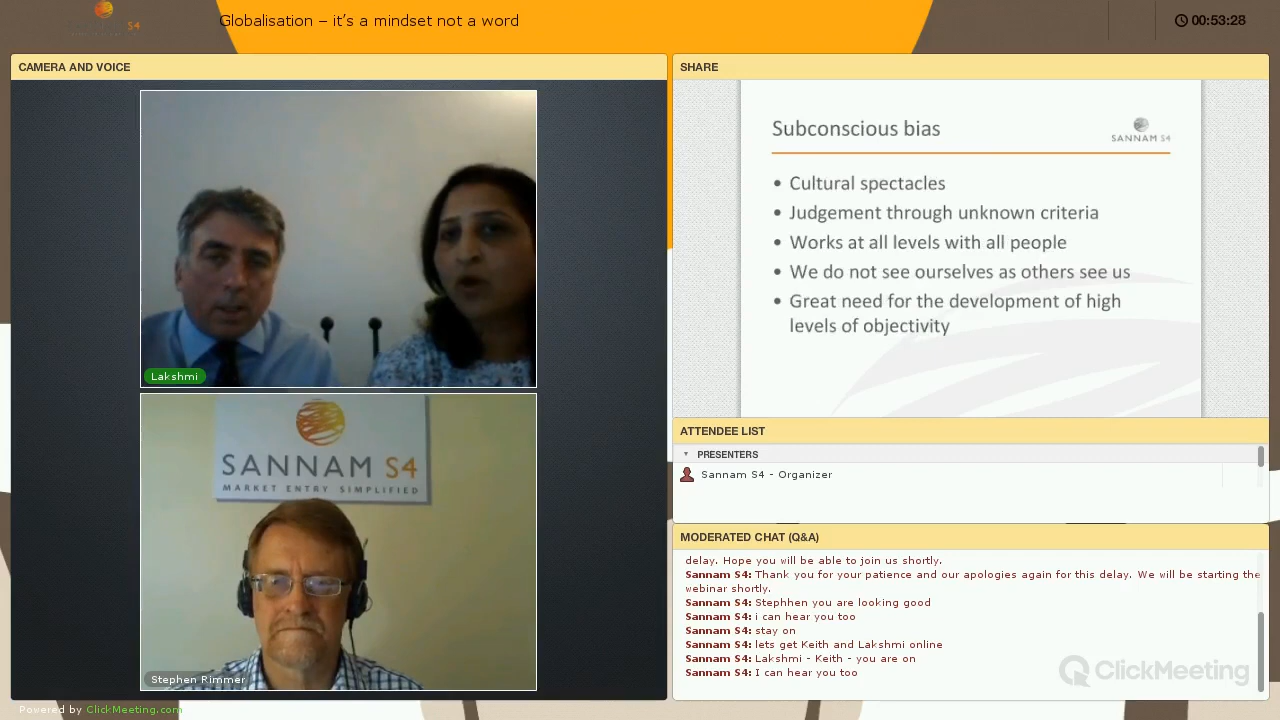 S4
Globalisation – it's a mindset not a word
00:53:28
CAMERA AND VOICE
Lakshmi
SANNAM S4
MARKET ENTRY SIMPLIFIED
Stephen Rimmer
SHARE
Subconscious bias
SANNAM S4
• Cultural spectacles
• Judgement through unknown criteria
• Works at all levels with all people
• We do not see ourselves as others see us
• Great need for the development of high
levels of objectivity
ATTENDEE LIST
PRESENTERS
Sannam S4 - Organizer
MODERATED CHAT (Q&A)
delay. Hope you will be able to join us shortly.
Sannam S4: Thank you for your patience and our apologies again for this delay. We will be starting the
webinar shortly.
Sannam S4: Stephhen you are looking good
Sannam S4: i can hear you too
Sannam S4: stay on
Sannam S4: lets get Keith and Lakshmi online
Sannam S4: Lakshmi - Keith - you are on
Sannam S4: I can hear you too
ClickMeeting
Powered by ClickMeeting.com